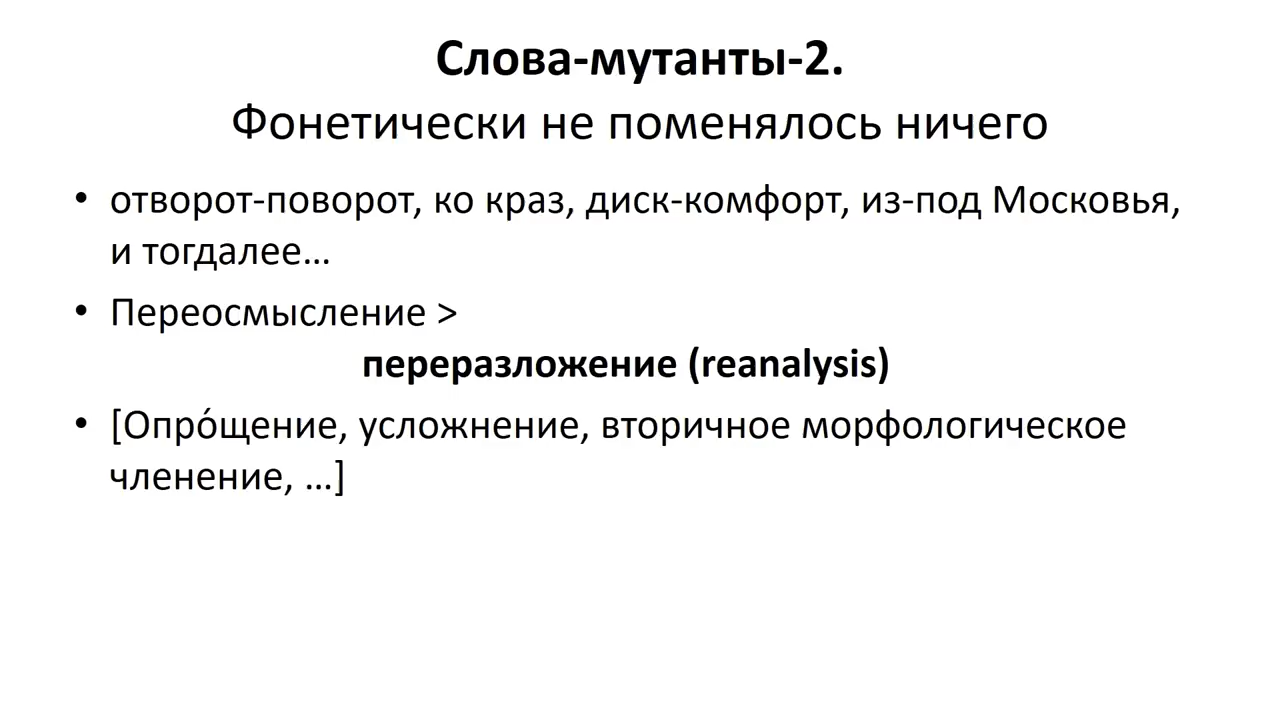 Слова-мутанты-2.
Фонетически не поменялось ничего
• отворот-поворот, ко краз, диск-комфорт, из-под Московья,
и тогдалее…
• Переосмысление >
переразложение (reanalysis)
• [Опро́щение, усложнение, вторичное морфологическое
членение, …]